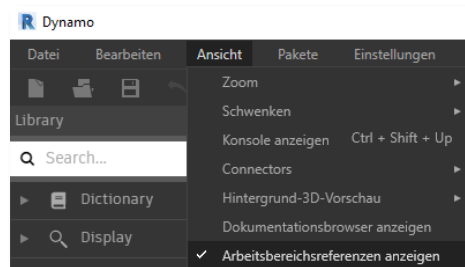 R Dynamo
Datei Bearbeiten Ansicht Pakete Einstellungen
Zoom
Library
Schwenken
Konsole anzeigen Ctrl + Shift + Up
Search...
Connectors
Dictionary
Hintergrund-3D-Vorschau
Display
Dokumentationsbrowser anzeigen
Arbeitsbereichsreferenzen anzeigen